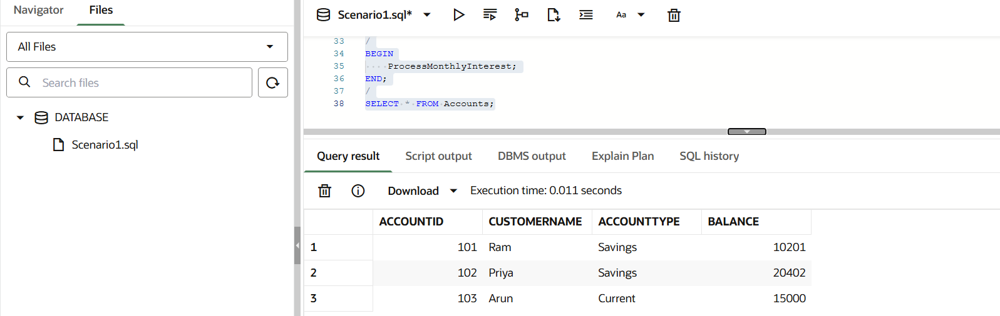 Navigator Files
All Files
Search files
DATABASE
Scenario1.sql
Scenario1.sql* Aa
33 /
34 BEGIN
35 ····ProcessMonthlyInterest;
36 END;
37 /
38 SELECT·*·FROM·Accounts;
Query result Script output DBMS output Explain Plan SQL history
Download Execution time: 0.011 seconds
ACCOUNTID CUSTOMERNAME ACCOUNTTYPE BALANCE
1 101 Ram Savings 10201
2 102 Priya Savings 20402
3 103 Arun Current 15000